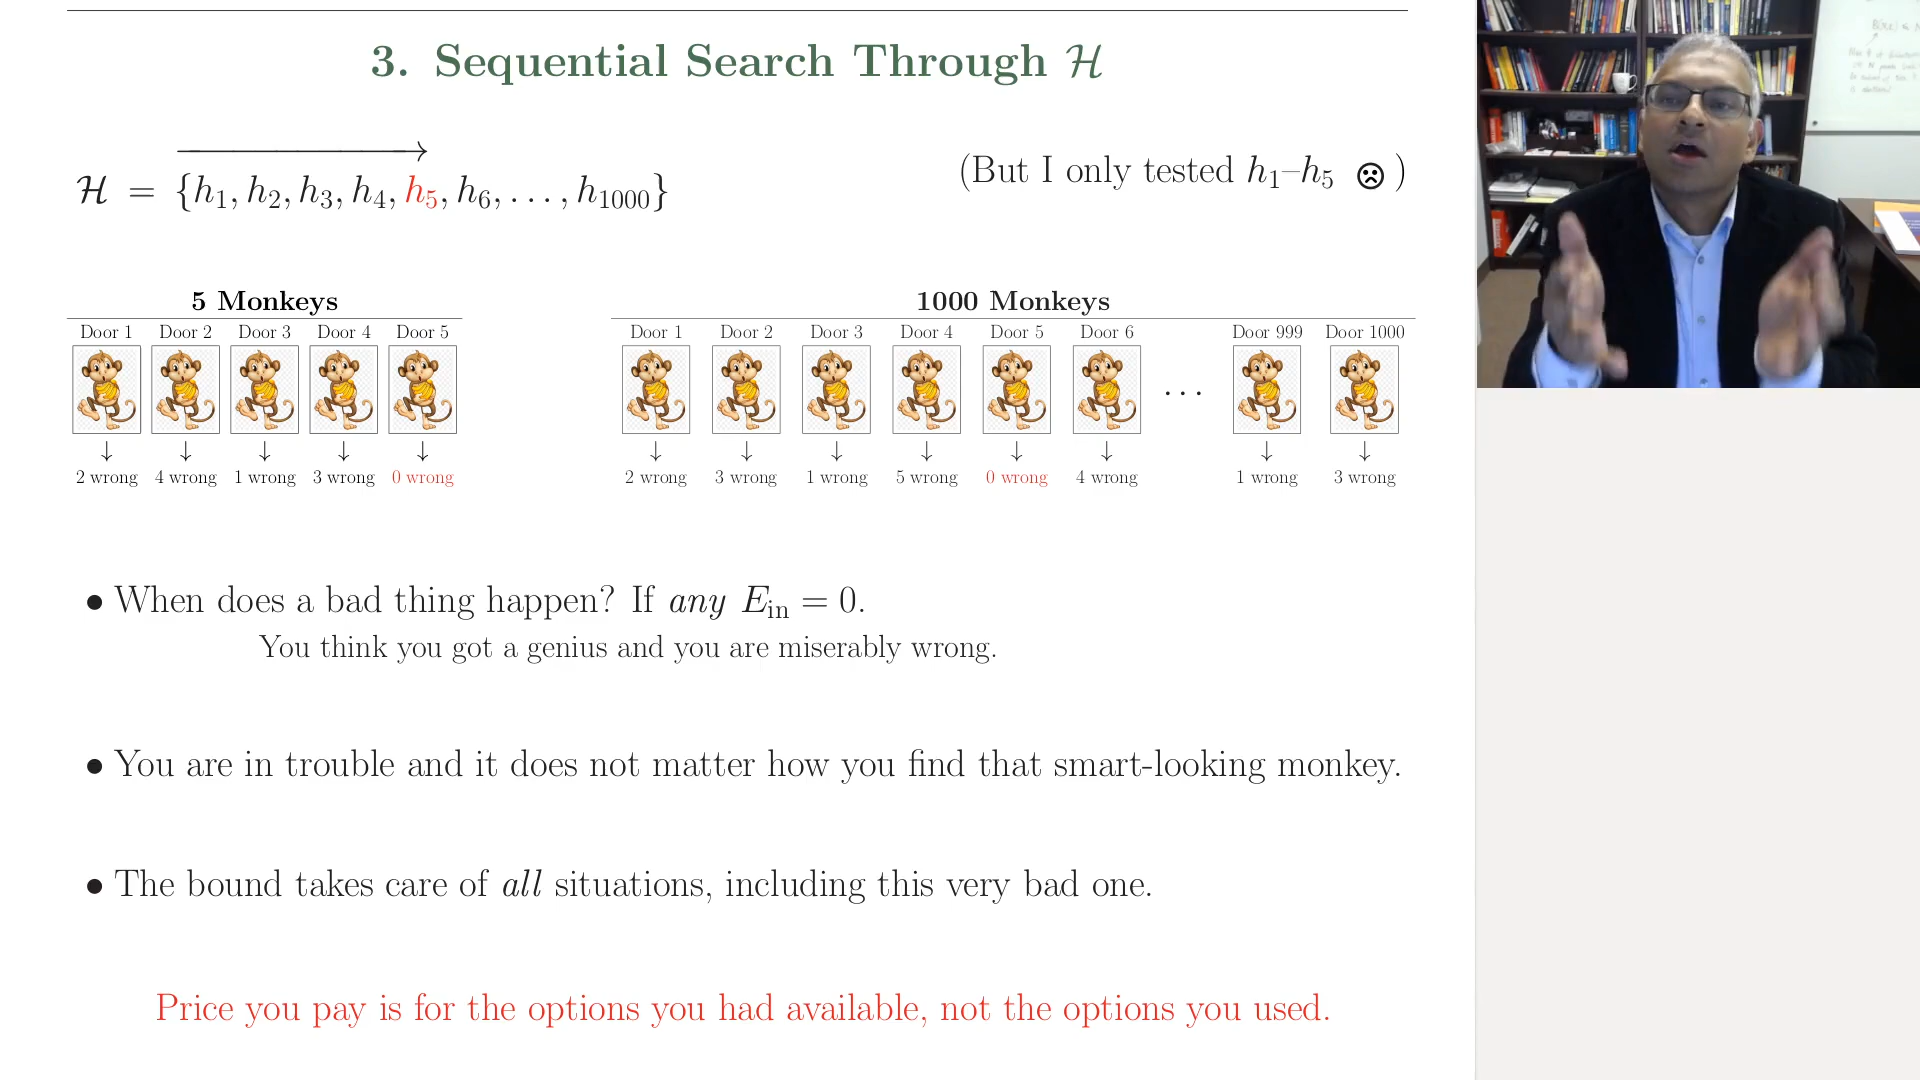 3. Sequential Search Through ℋ
ℋ = {h₁, h₂, h₃, h₄, h₅, h₆, . . . , h₁₀₀₀}
(But I only tested h₁–h₅ ☹ )
5 Monkeys
Door 1 Door 2 Door 3 Door 4 Door 5
↓ ↓ ↓ ↓ ↓
2 wrong 4 wrong 1 wrong 3 wrong 0 wrong
1000 Monkeys
Door 1 Door 2 Door 3 Door 4 Door 5 Door 6 · · · Door 999 Door 1000
↓ ↓ ↓ ↓ ↓ ↓ ↓ ↓
2 wrong 3 wrong 1 wrong 5 wrong 0 wrong 4 wrong 1 wrong 3 wrong
• When does a bad thing happen? If any E_in = 0.
You think you got a genius and you are miserably wrong.
• You are in trouble and it does not matter how you find that smart-looking monkey.
• The bound takes care of all situations, including this very bad one.
Price you pay is for the options you had available, not the options you used.